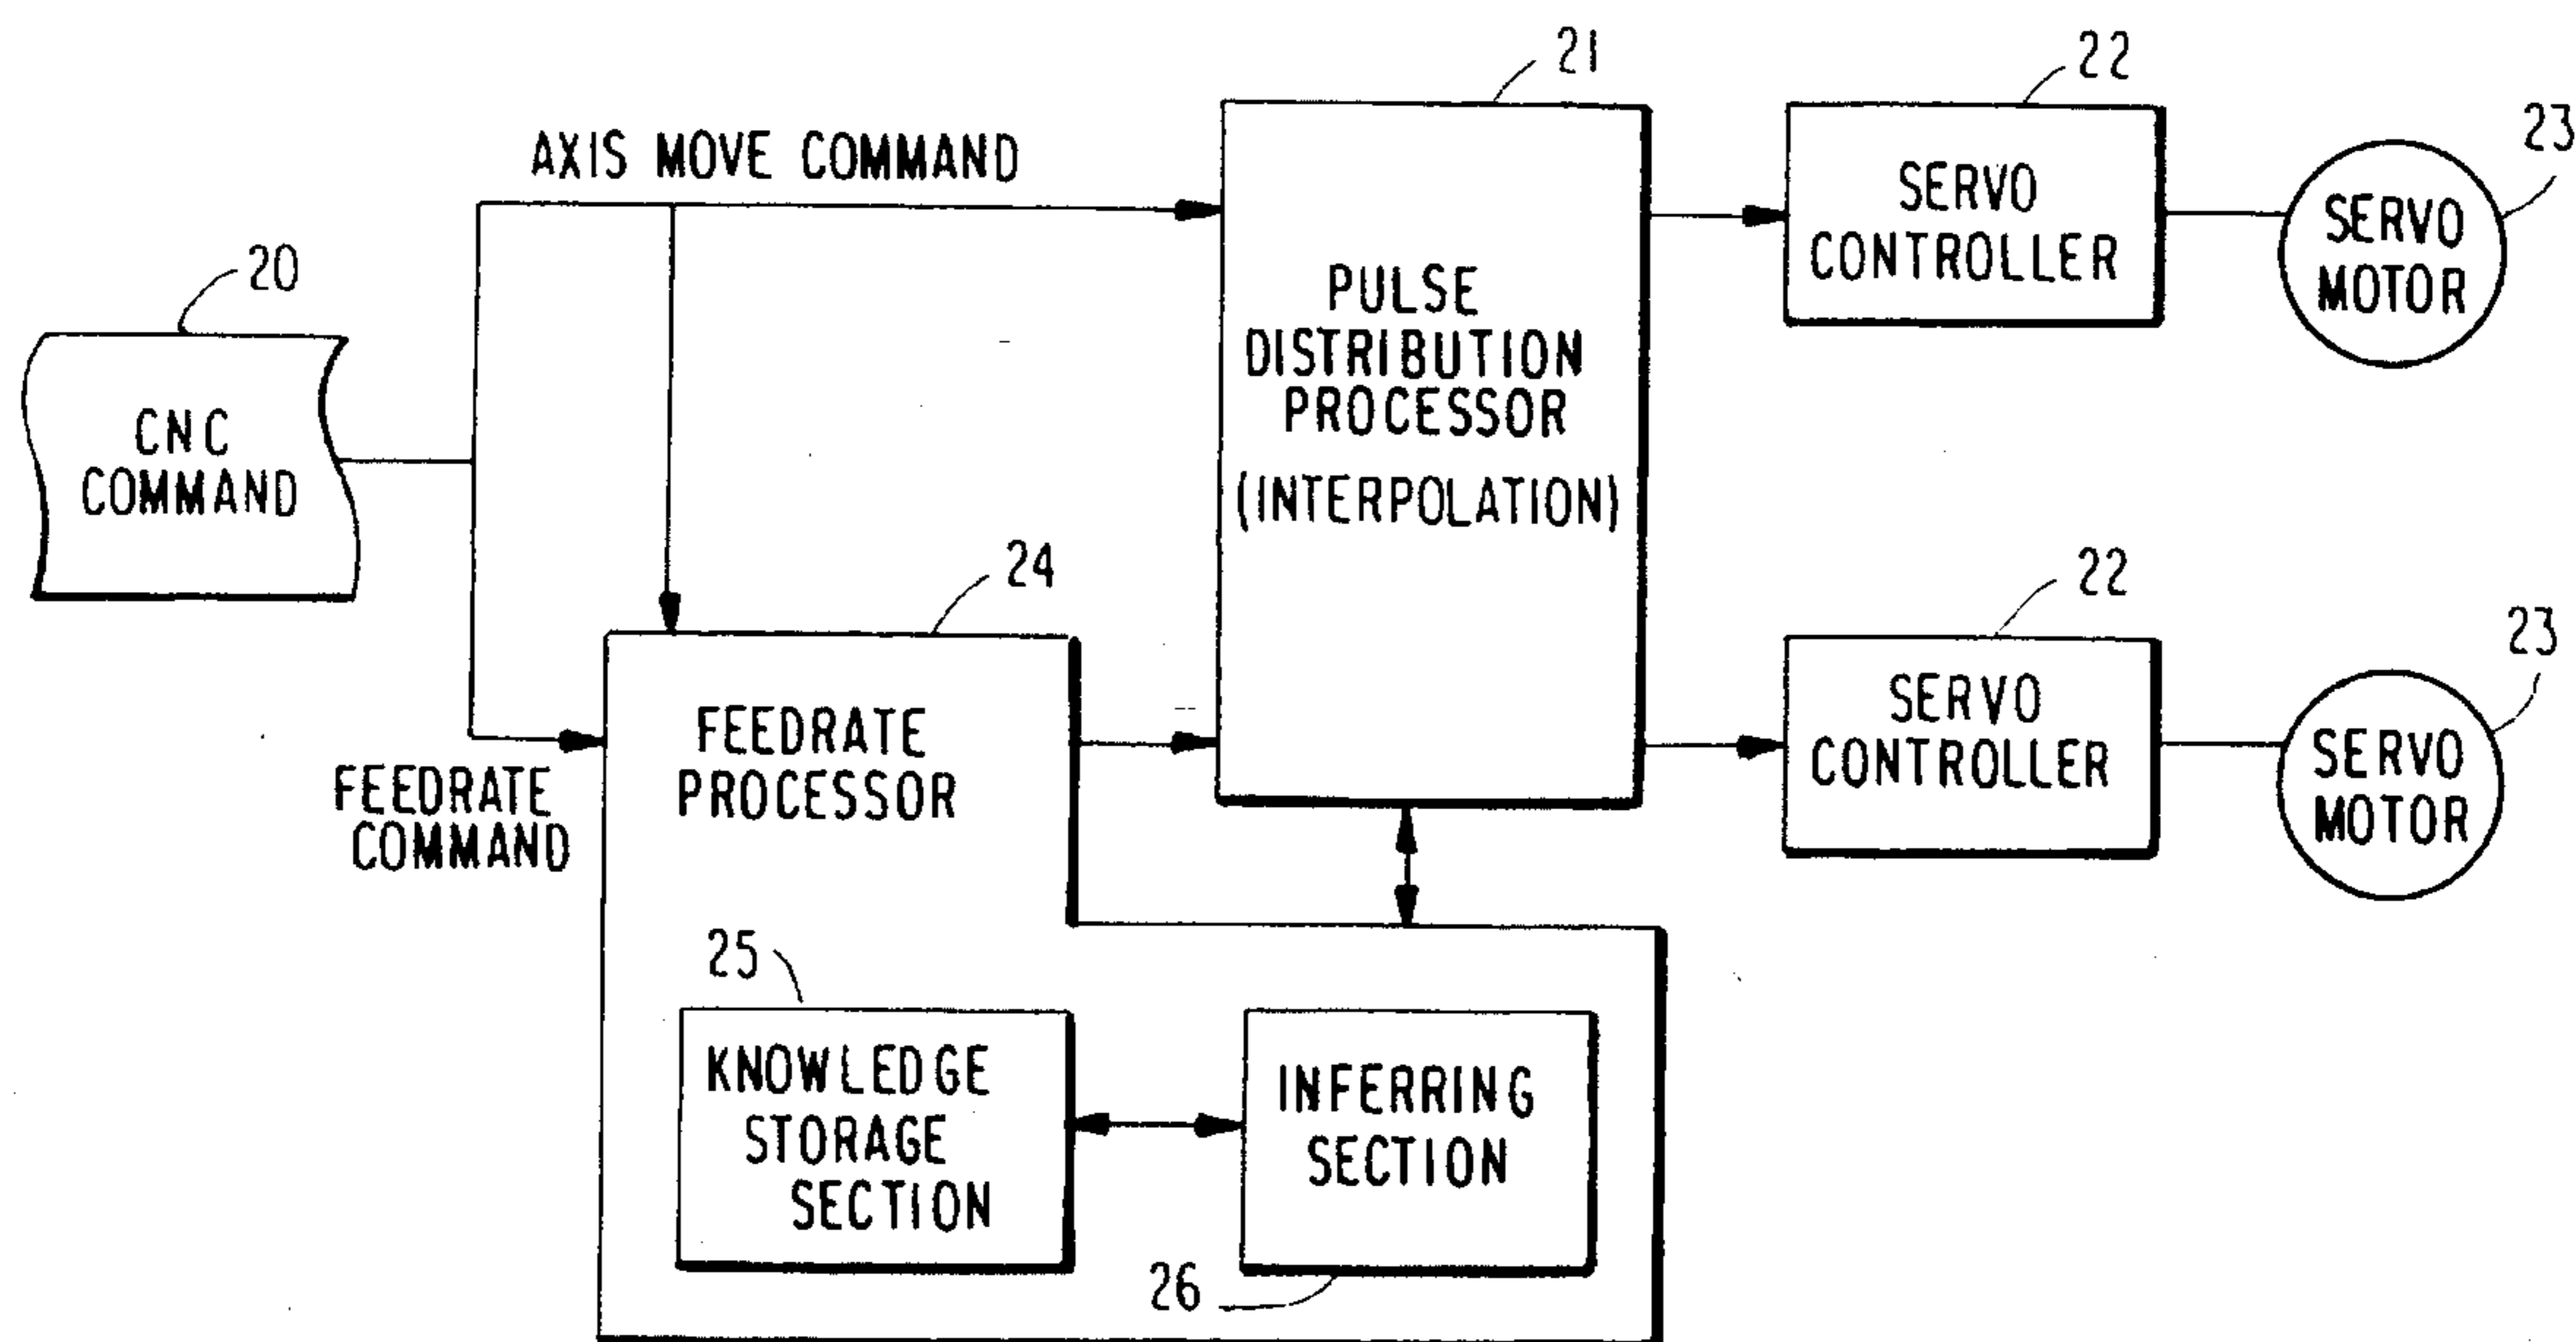 21
22
23
AXIS MOVE COMMAND
SERVO
CONTROLLER
SERVO
MOTOR
20
PULSE
DISTRIBUTION
PROCESSOR
(INTERPOLATION)
CNC
COMMAND
24
22
23
FEEDRATE
COMMAND
FEEDRATE
PROCESSOR
SERVO
CONTROLLER
SERVO
MOTOR
25
KNOWLEDGE
STORAGE
SECTION
INFERRING
SECTION
26